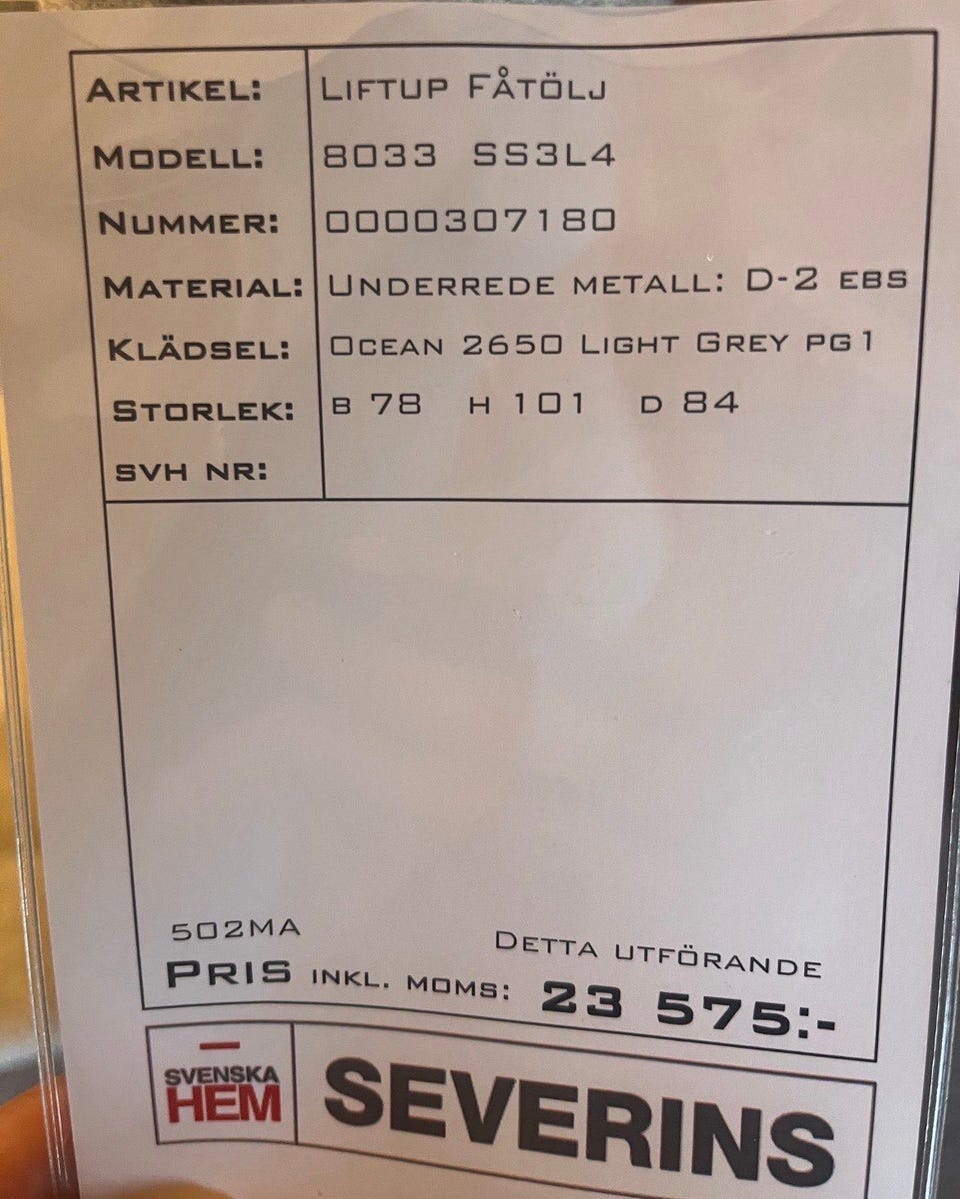 Artikel: Liftup Fåtölj
Modell: 8033 SS3L4
Nummer: 0000307180
Material: Underrede metall: D-2 EBS
Klädsel: Ocean 2650 Light Grey PG1
Storlek: B 78 H 101 D 84
SVH NR:
502MA
Detta utförande
Pris inkl. moms: 23 575:-
SVENSKA
HEM
SEVERINS